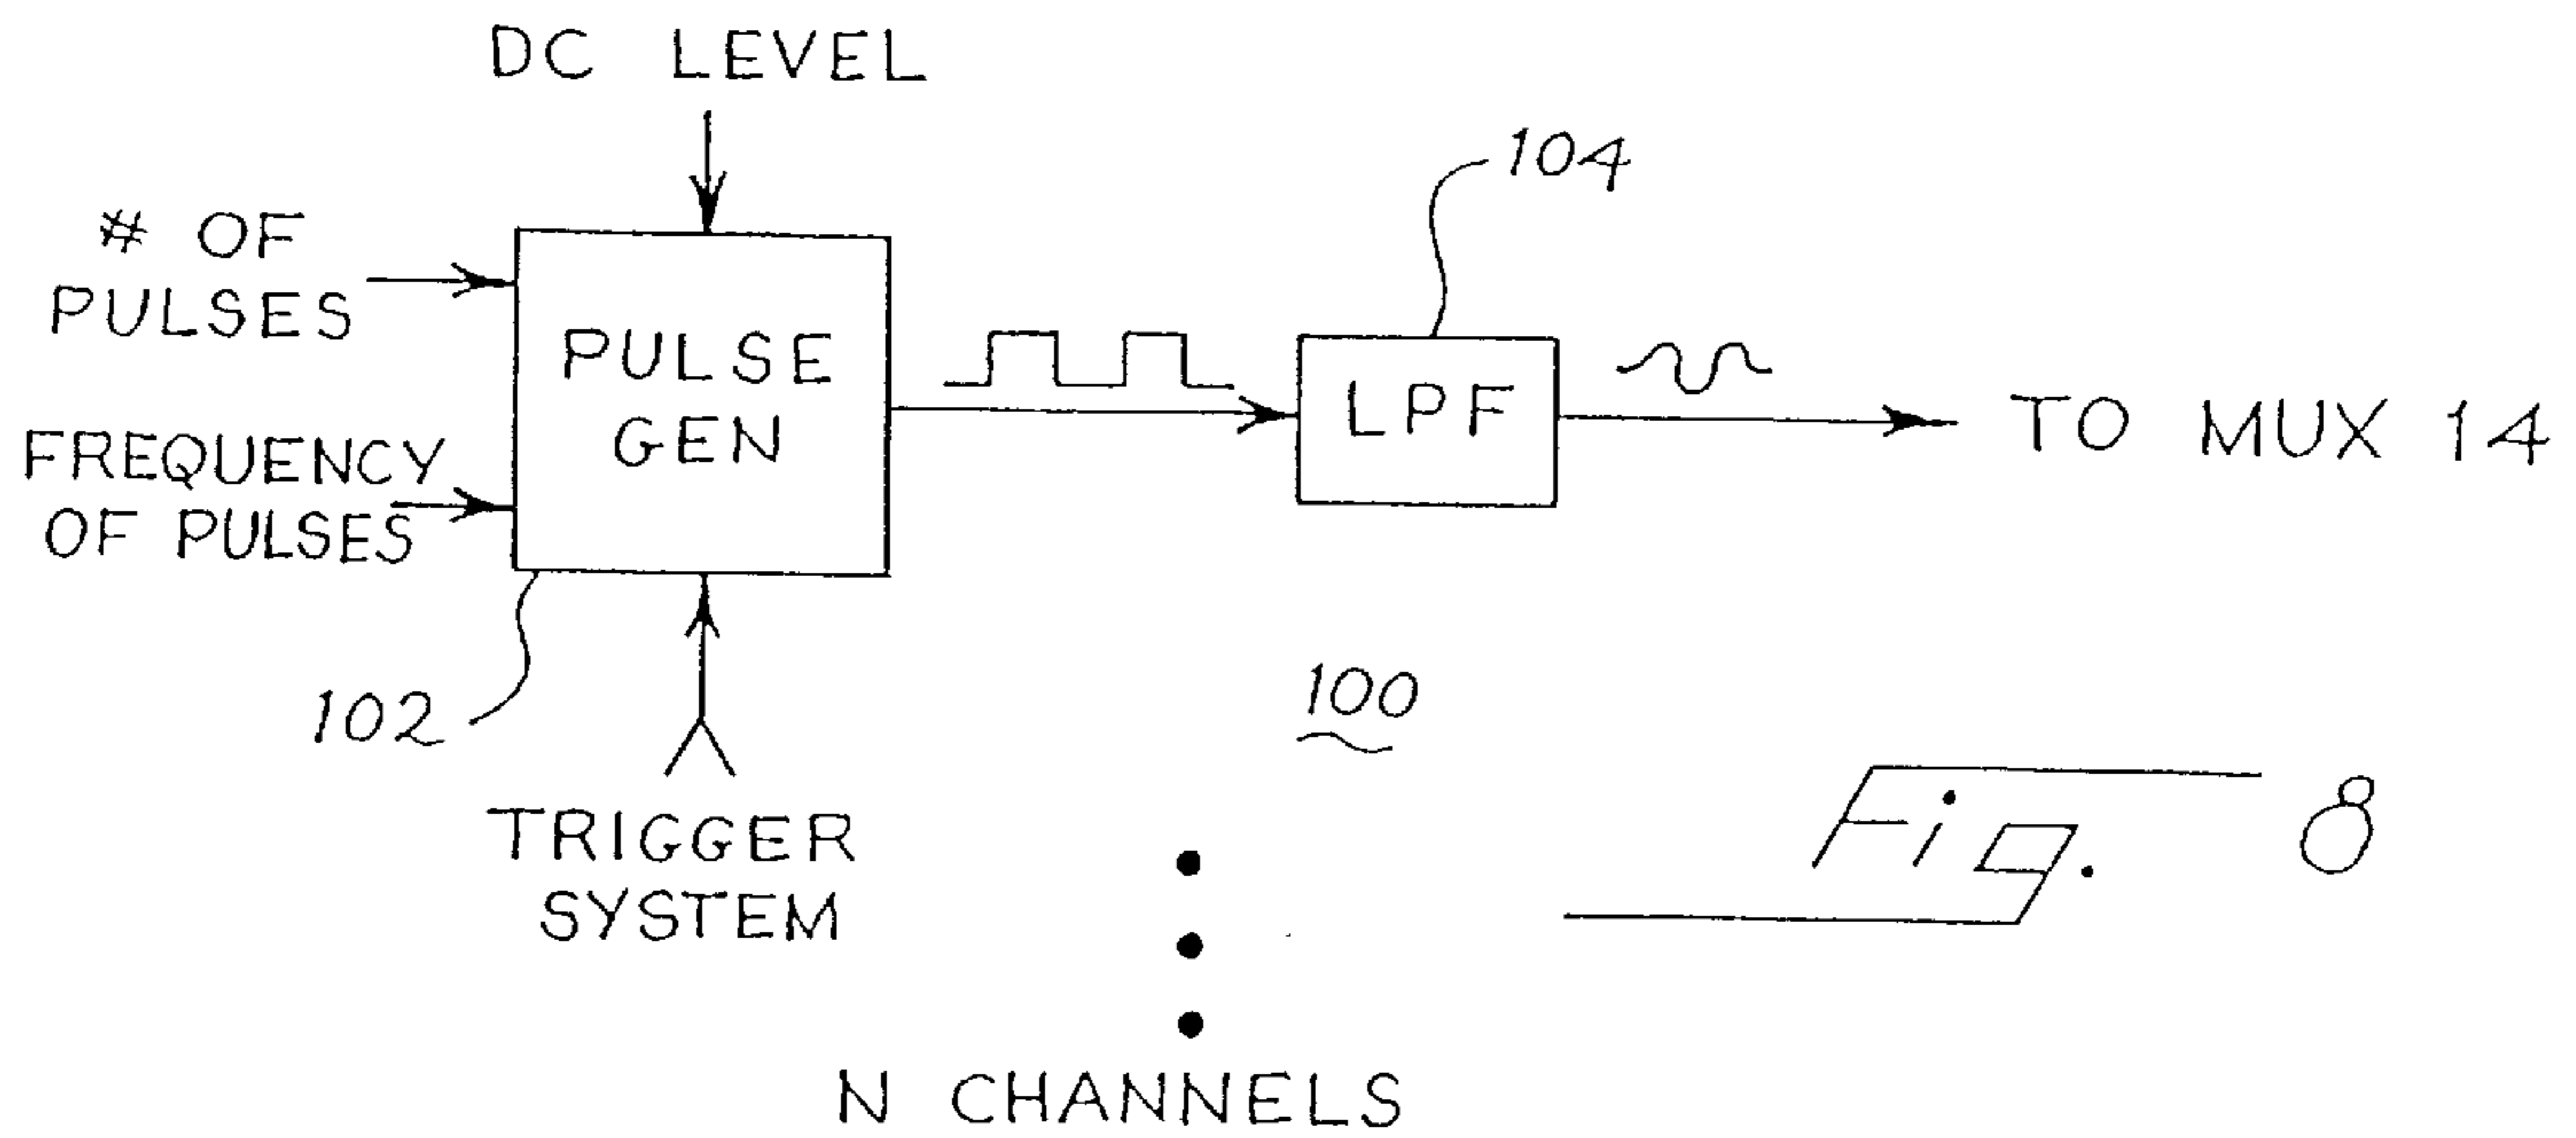 DC LEVEL
104
# OF
PULSES
PULSE
GEN
LPF
TO MUX 14
FREQUENCY
OF PULSES
102
100
TRIGGER
SYSTEM
Fig. 8
N CHANNELS